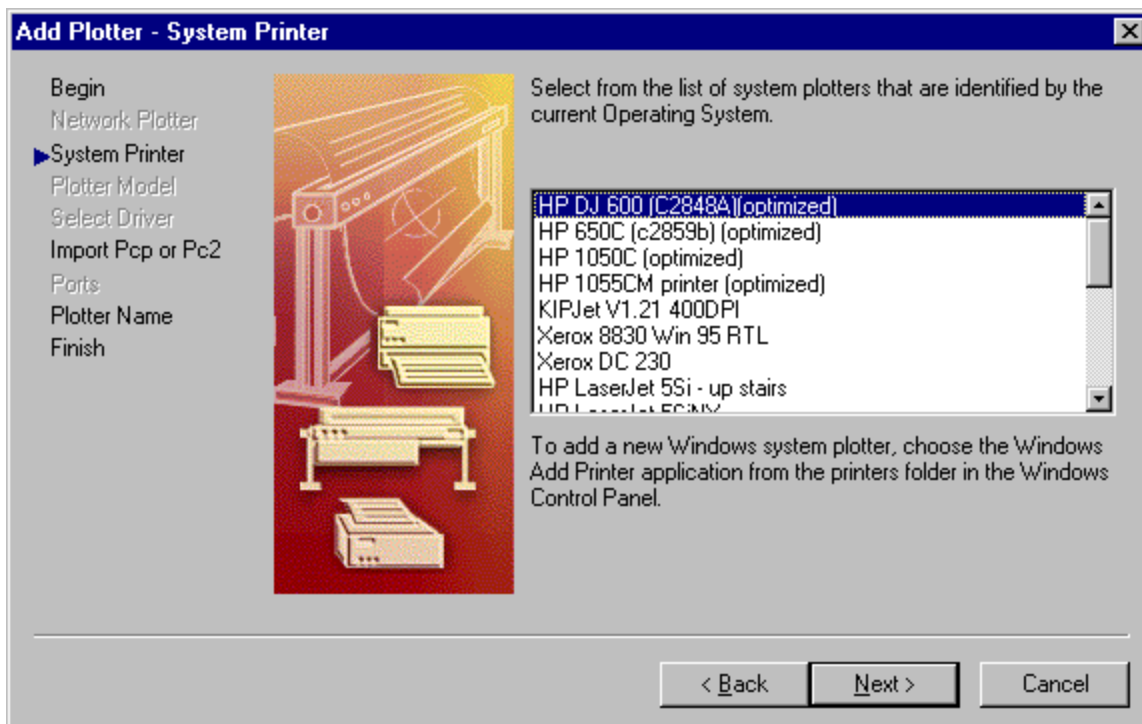 Add Plotter - System Printer
Begin
Network Plotter
System Printer
Plotter Model
Select Driver
Import Pcp or Pc2
Ports
Plotter Name
Finish
Select from the list of system plotters that are identified by the
current Operating System.
HP DJ 600 (C2848A)(optimized)
HP 650C (c2859b) (optimized)
HP 1050C (optimized)
HP 1055CM printer (optimized)
KIPJet V1.21 400DPI
Xerox 8830 Win 95 RTL
Xerox DC 230
HP LaserJet 5Si - up stairs
To add a new Windows system plotter, choose the Windows
Add Printer application from the printers folder in the Windows
Control Panel.
< Back
Next >
Cancel